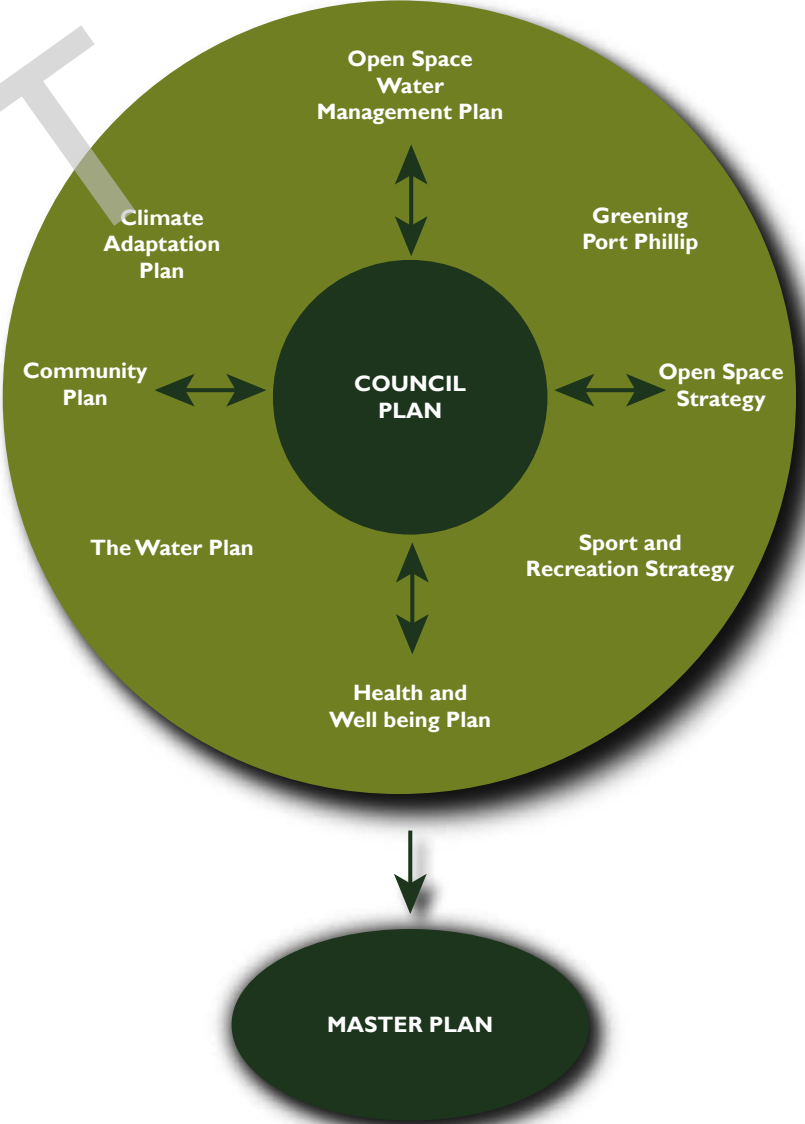 Open Space
Water
Management Plan
Climate
Adaptation
Plan
Greening
Port Phillip
Community
Plan
COUNCIL
PLAN
Open Space
Strategy
The Water Plan
Sport and
Recreation Strategy
Health and
Well being Plan
MASTER PLAN
T